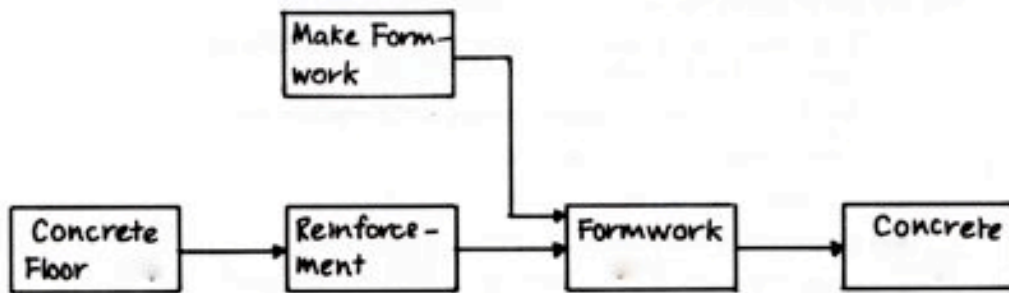 Make Form-
work
Concrete
Floor
Reinforce-
ment
Formwork
Concrete